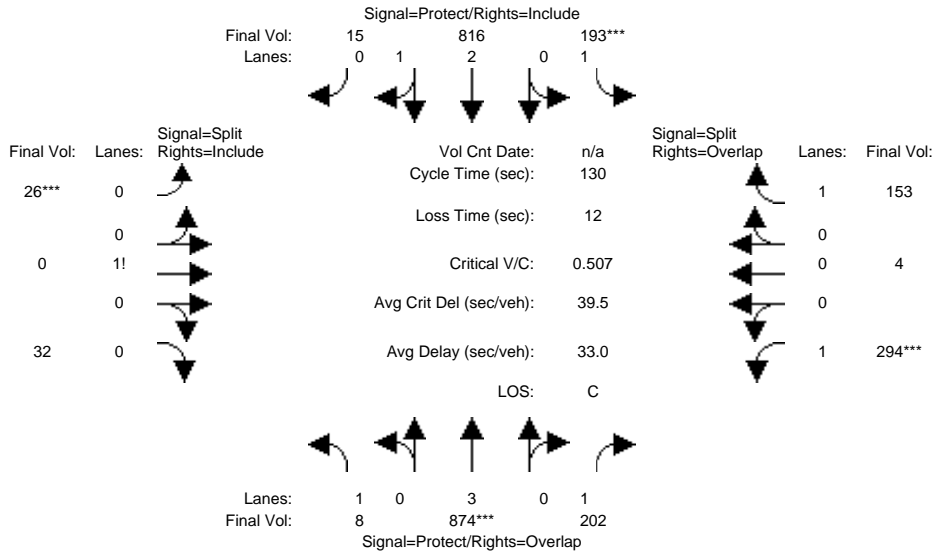 Signal=Protect/Rights=Include
Final Vol: 15 816 193***
Lanes: 0 1 2 0 1
Signal=Split
Final Vol: Lanes: Rights=Include
Vol Cnt Date: n/a
Signal=Split
Rights=Overlap Lanes: Final Vol:
Cycle Time (sec): 130
26*** 0
1 153
Loss Time (sec): 12
0
0
0 1!
Critical V/C: 0.507
0 4
0
Avg Crit Del (sec/veh): 39.5
0
32 0
Avg Delay (sec/veh): 33.0
1 294***
LOS: C
Lanes: 1 0 3 0 1
Final Vol: 8 874*** 202
Signal=Protect/Rights=Overlap